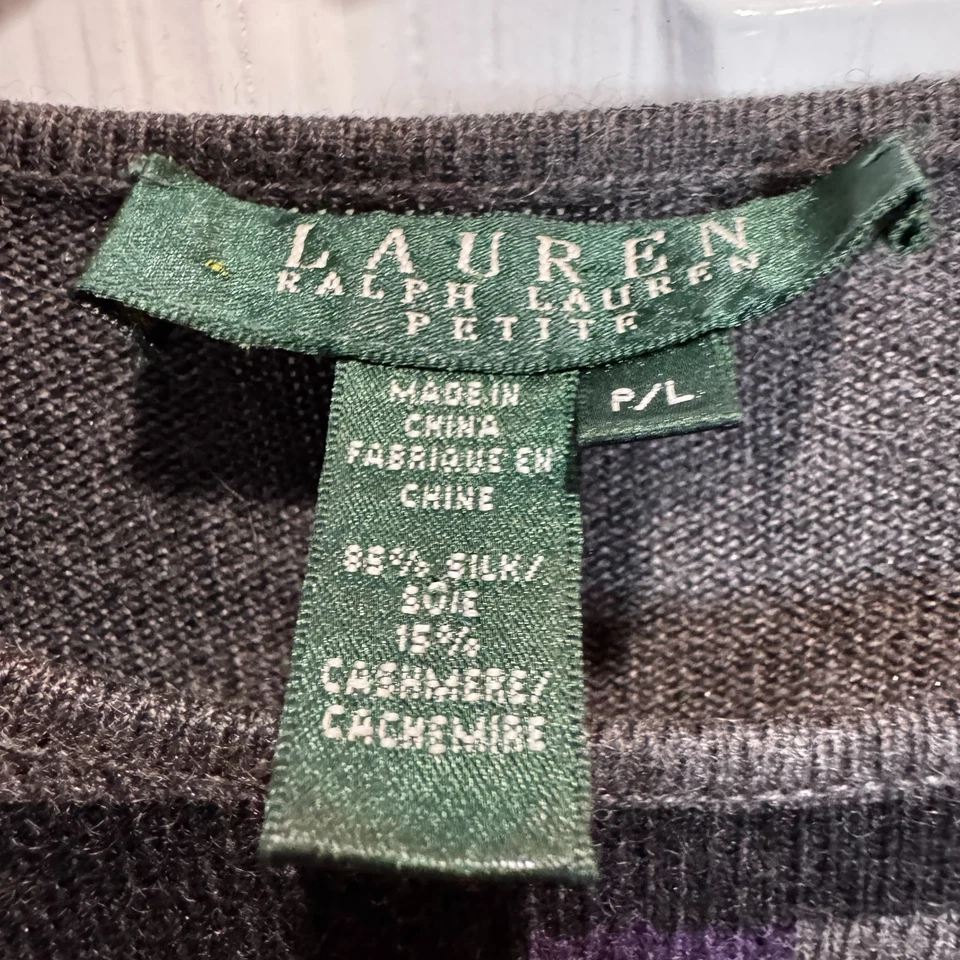 LAUREN
RALPH LAUREN
PETITE
P/L
MADE IN
CHINA
FABRIQUE EN
CHINE
85% SILK/
SOIE
15%
CASHMERE/
CACHEMIRE